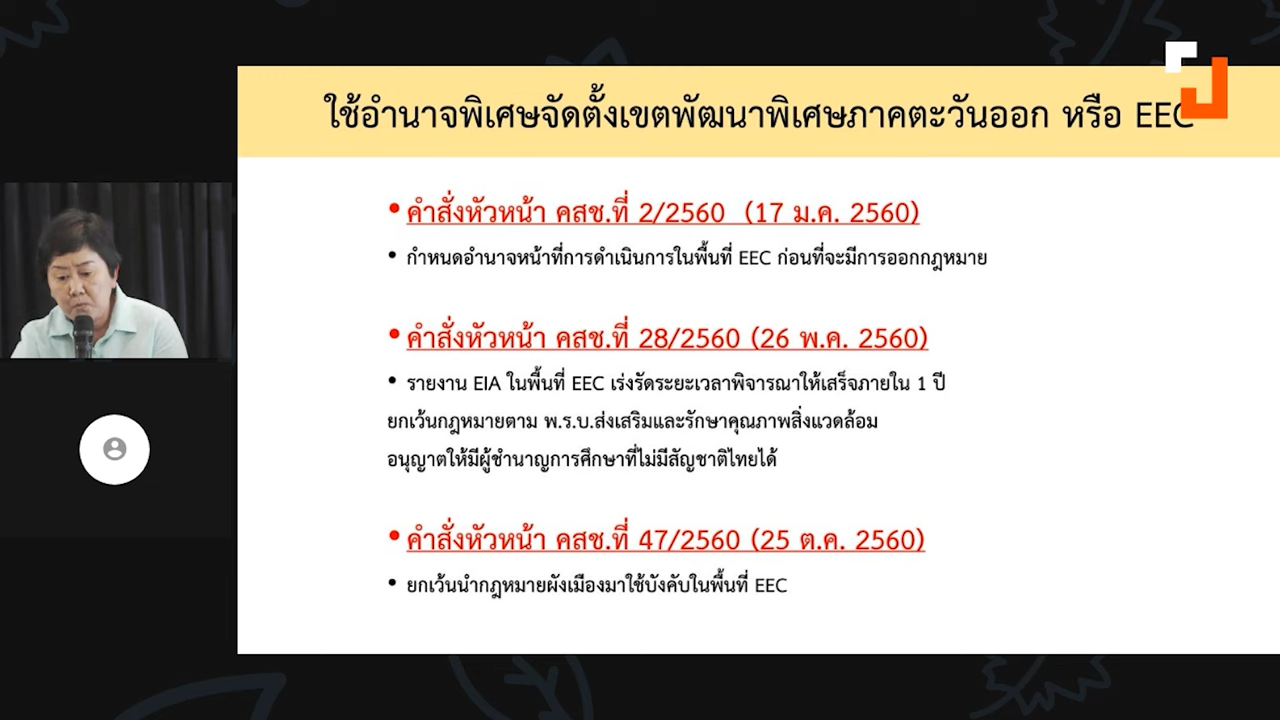 ใช้อำนาจพิเศษจัดตั้งเขตพัฒนาพิเศษภาคตะวันออก หรือ EEC
• คำสั่งหัวหน้า คสช.ที่ 2/2560 (17 ม.ค. 2560)
• กำหนดอำนาจหน้าที่การดำเนินการในพื้นที่ EEC ก่อนที่จะมีการออกกฎหมาย
• คำสั่งหัวหน้า คสช.ที่ 28/2560 (26 พ.ค. 2560)
• รายงาน EIA ในพื้นที่ EEC เร่งรัดระยะเวลาพิจารณาให้เสร็จภายใน 1 ปี
ยกเว้นกฎหมายตาม พ.ร.บ.ส่งเสริมและรักษาคุณภาพสิ่งแวดล้อม
อนุญาตให้มีผู้ชำนาญการศึกษาที่ไม่มีสัญชาติไทยได้
• คำสั่งหัวหน้า คสช.ที่ 47/2560 (25 ต.ค. 2560)
• ยกเว้นนำกฎหมายผังเมืองมาใช้บังคับในพื้นที่ EEC